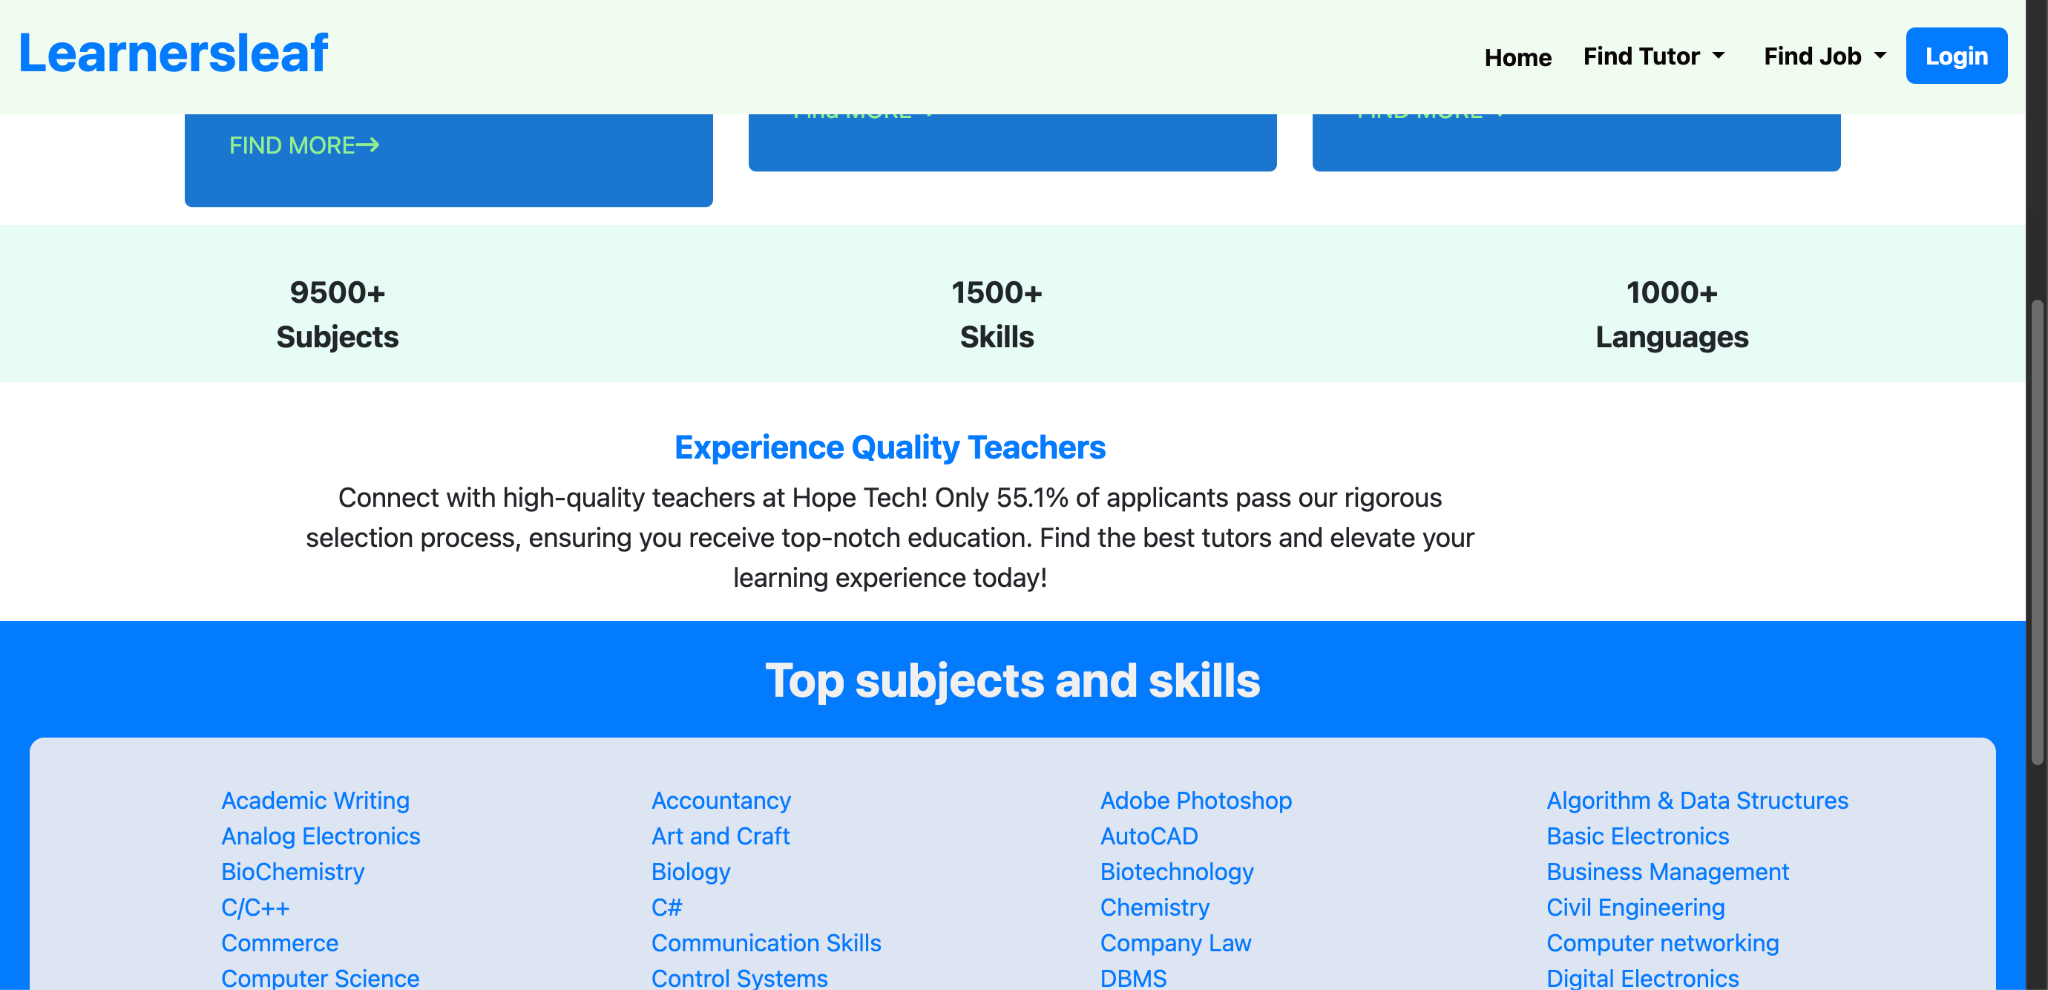 Learnersleaf
Home Find Tutor Find Job Login
FIND MORE→ Find MORE FIND MORE
9500+ 1500+ 1000+
Subjects Skills Languages
Experience Quality Teachers
Connect with high-quality teachers at Hope Tech! Only 55.1% of applicants pass our rigorous
selection process, ensuring you receive top-notch education. Find the best tutors and elevate your
learning experience today!
Top subjects and skills
Academic Writing Accountancy Adobe Photoshop Algorithm & Data Structures
Analog Electronics Art and Craft AutoCAD Basic Electronics
BioChemistry Biology Biotechnology Business Management
C/C++ C# Chemistry Civil Engineering
Commerce Communication Skills Company Law Computer networking
Computer Science Control Systems DBMS Digital Electronics